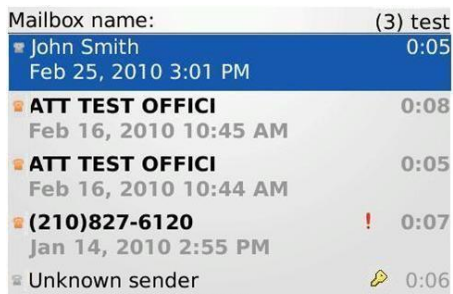 Mailbox name: (3) test
John Smith 0:05
Feb 25, 2010 3:01 PM
ATT TEST OFFICI 0:08
Feb 16, 2010 10:45 AM
ATT TEST OFFICI 0:05
Feb 16, 2010 10:44 AM
(210)827-6120 ! 0:07
Jan 14, 2010 2:55 PM
Unknown sender 0:06